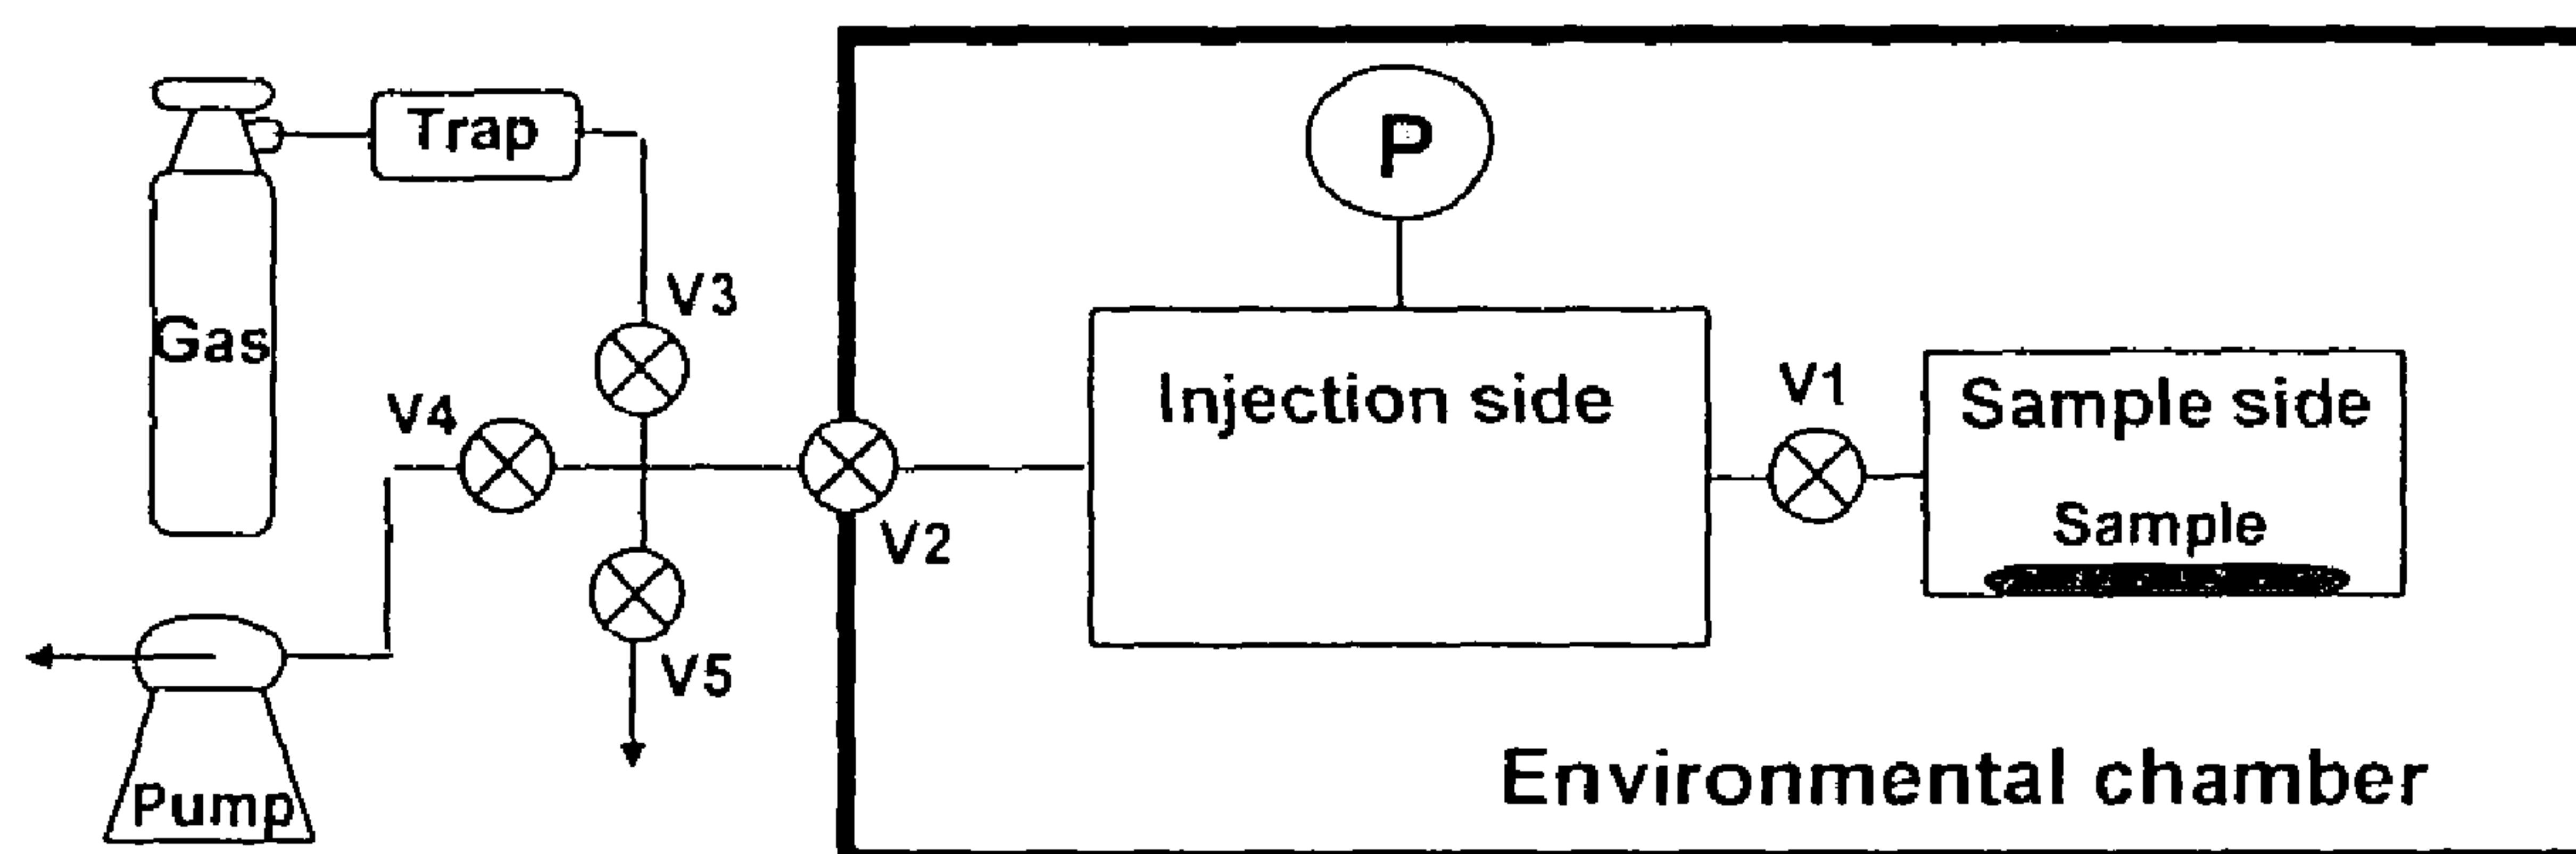 Trap
P
V3
Gas
Injection side
V1
Sample side
V4
Sample
V2
V5
Pump
Environmental chamber